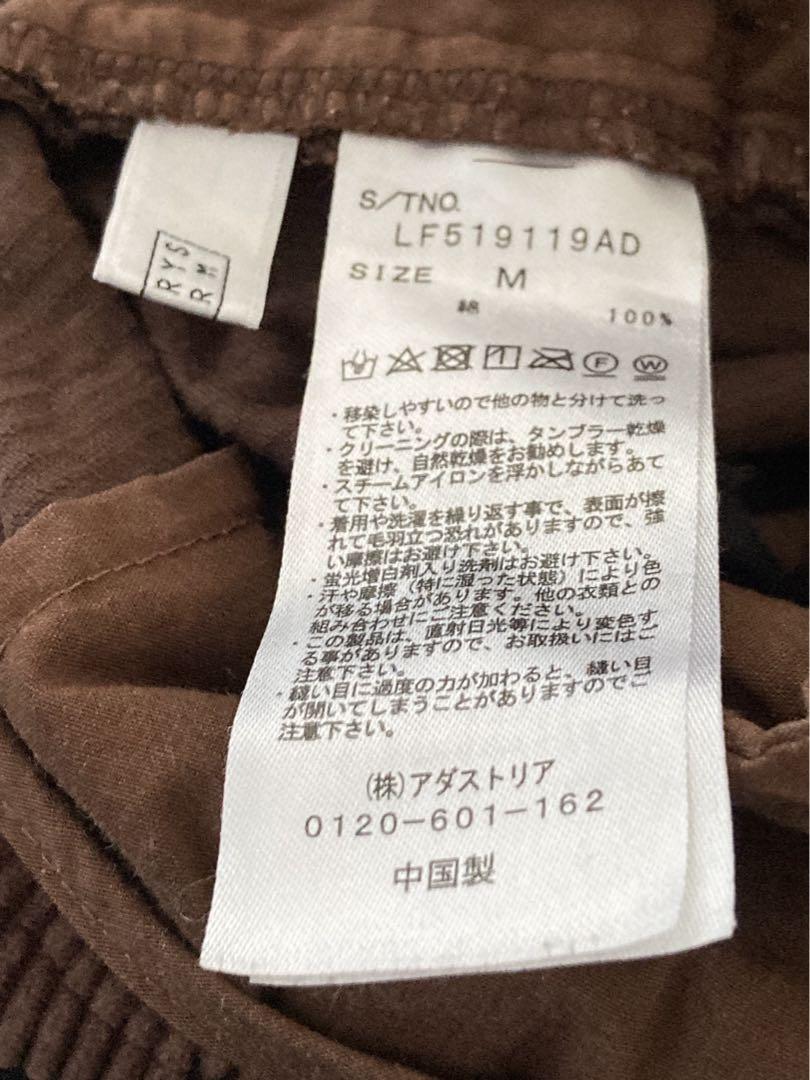 S/TNO.
LF519119AD
SIZE M
綿 100%
F W
・移染しやすいので他の物と分けて洗っ
て下さい。
・クリーニングの際は、タンブラー乾燥
を避け、自然乾燥をお勧めします。
・スチームアイロンを浮かしながらあて
て下さい。
・着用や洗濯を繰り返す事で、表面が擦
れて毛羽立つ恐れがありますので、強
い摩擦はお避け下さい。
・蛍光増白剤入り洗剤はお避け下さい。
・汗や摩擦（特に湿った状態）により色
が移る場合があります。他の衣類との
組み合わせにご注意ください。
・この製品は、直射日光等により変色す
る事がありますので、お取扱いにはご
注意下さい。
・縫い目に過度の力が加わると、縫い目
が開いてしまうことがありますのでご
注意下さい。
(株)アダストリア
0120-601-162
中国製
RYS
RM